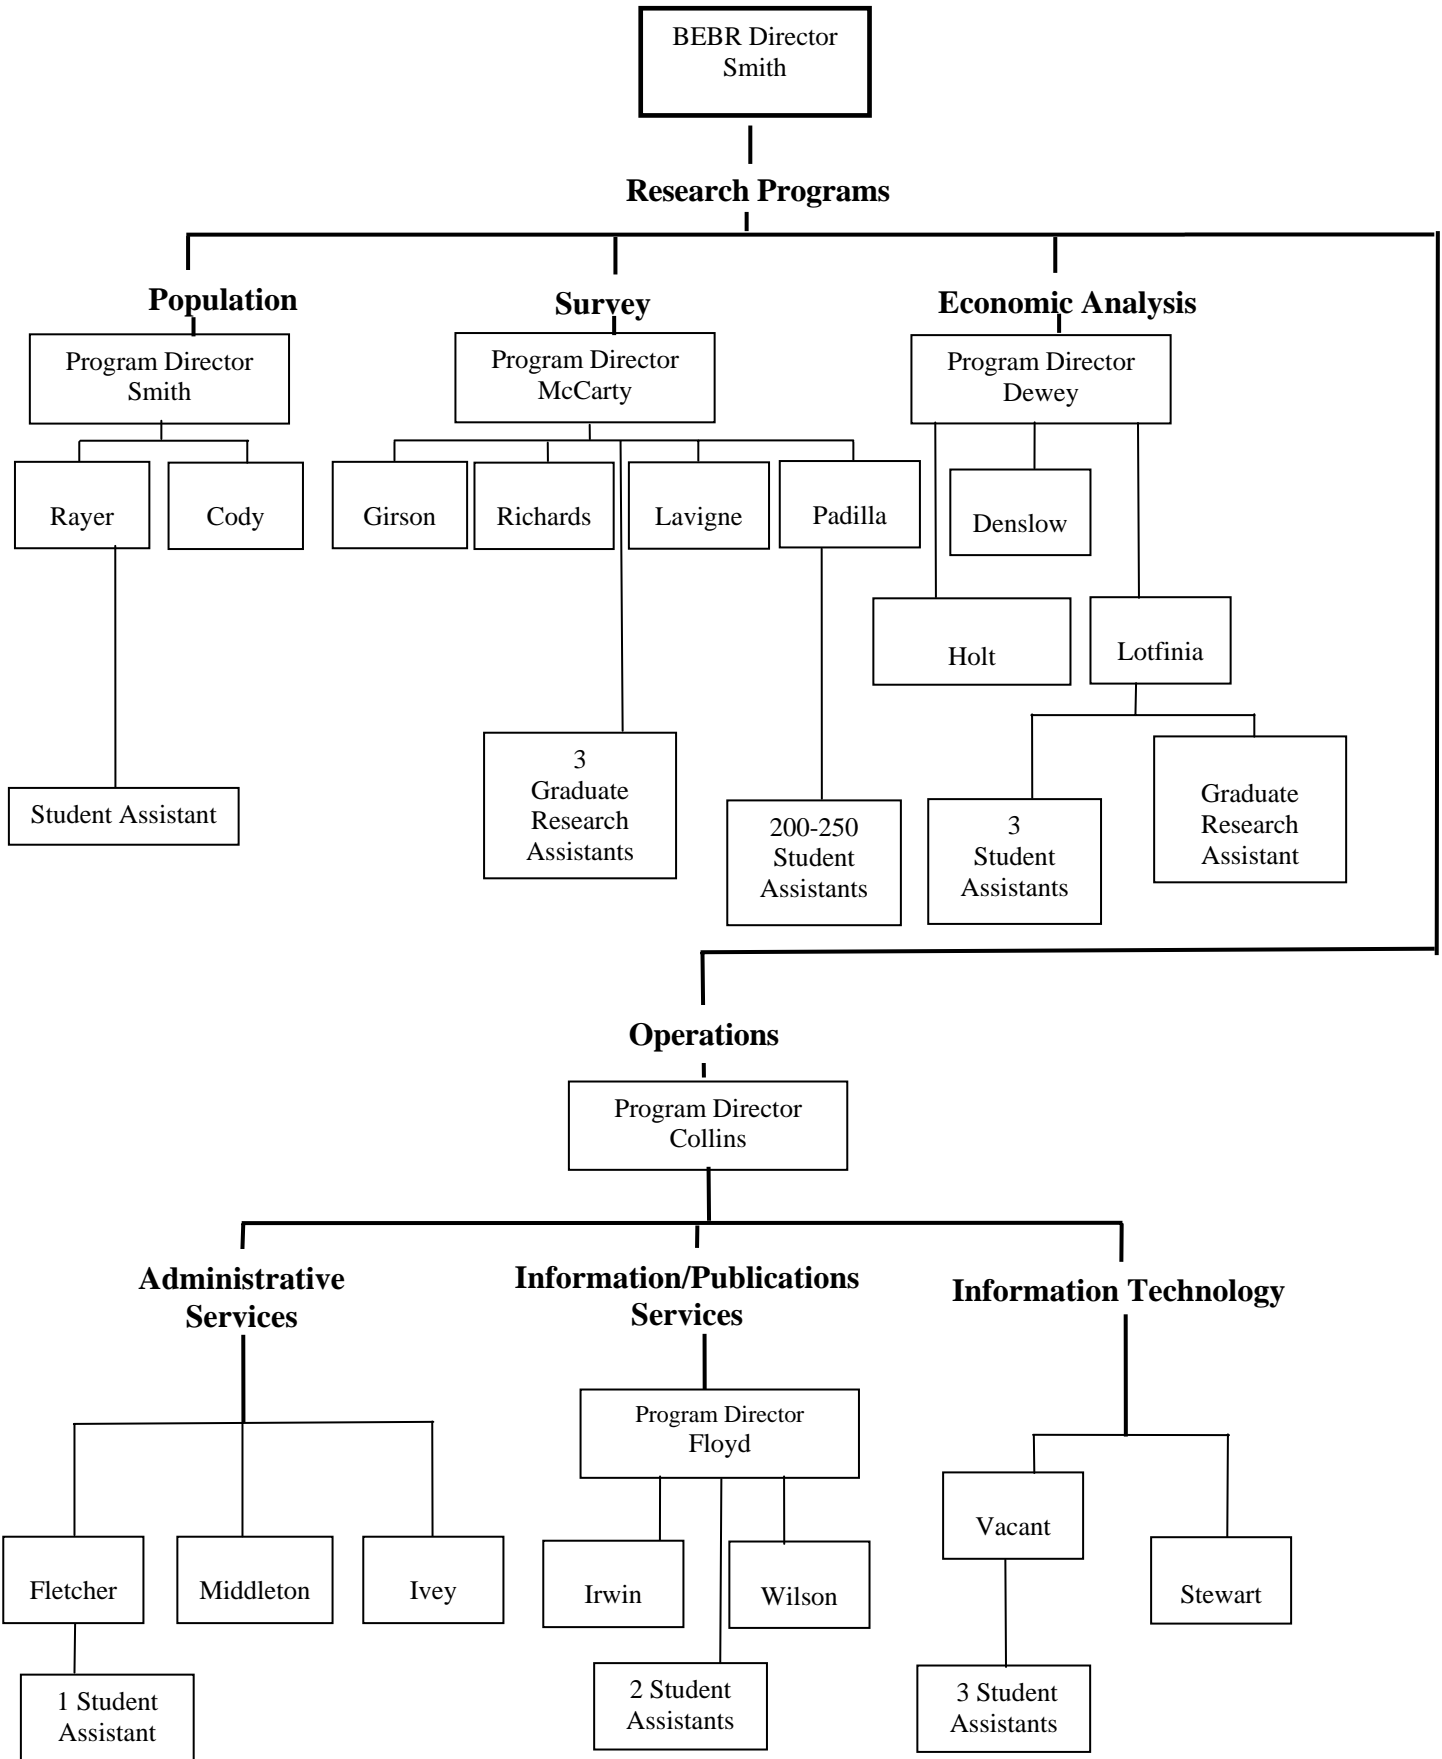 BEBR Director
Smith
Research Programs
Population
Survey
Economic Analysis
Program Director
Smith
Program Director
McCarty
Program Director
Dewey
Rayer
Cody
Girson
Richards
Lavigne
Padilla
Denslow
Holt
Lotfinia
Student Assistant
3
Graduate
Research
Assistants
200-250
Student
Assistants
3
Student
Assistants
Graduate
Research
Assistant
Operations
Program Director
Collins
Administrative
Services
Information/Publications
Services
Information Technology
Program Director
Floyd
Fletcher
Middleton
Ivey
Irwin
Wilson
Vacant
Stewart
1 Student
Assistant
2 Student
Assistants
3 Student
Assistants